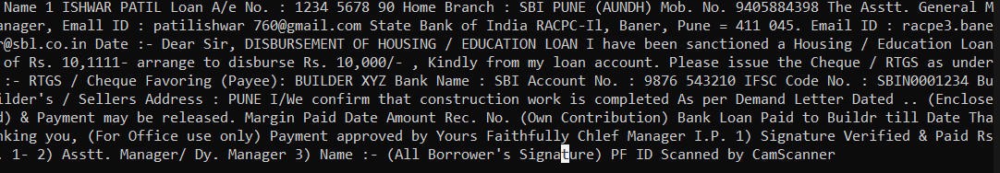 Name 1 ISHWAR PATIL Loan A/e No. : 1234 5678 90 Home Branch : SBI PUNE (AUNDH) Mob. No. 9405884398 The Asstt. General M
anager, Emall ID : patilishwar 760@gmail.com State Bank of India RACPC-Il, Baner, Pune = 411 045. Email ID : racpe3.bane
r@sbl.co.in Date :- Dear Sir, DISBURSEMENT OF HOUSING / EDUCATION LOAN I have been sanctioned a Housing / Education Loan
of Rs. 10,1111- arrange to disburse Rs. 10,000/- , Kindly from my loan account. Please issue the Cheque / RTGS as under
:- RTGS / Cheque Favoring (Payee): BUILDER XYZ Bank Name : SBI Account No. : 9876 543210 IFSC Code No. : SBIN0001234 Bu
ilder's / Sellers Address : PUNE I/We confirm that construction work is completed As per Demand Letter Dated .. (Enclose
d) & Payment may be released. Margin Paid Date Amount Rec. No. (Own Contribution) Bank Loan Paid to Buildr till Date Tha
nking you, (For Office use only) Payment approved by Yours Faithfully Chlef Manager I.P. 1) Signature Verified & Paid Rs
. 1- 2) Asstt. Manager/ Dy. Manager 3) Name :- (All Borrower's Signature) PF ID Scanned by CamScanner